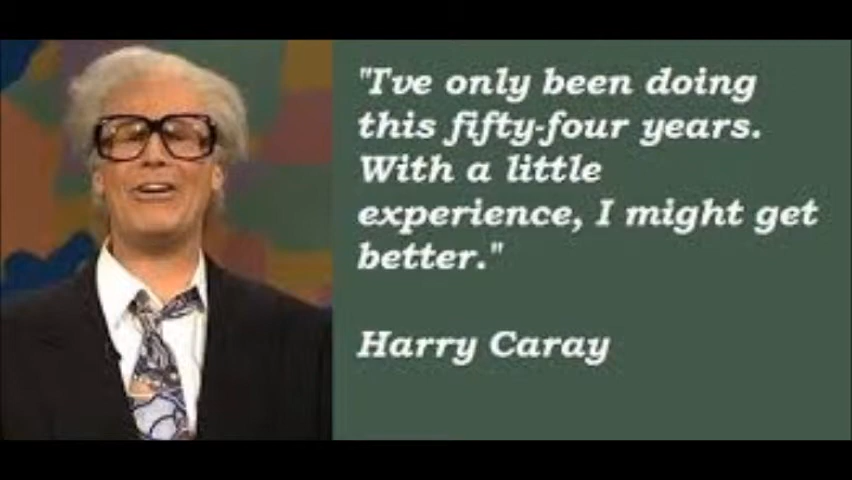 "I've only been doing
this fifty-four years.
With a little
experience, I might get
better."
Harry Caray